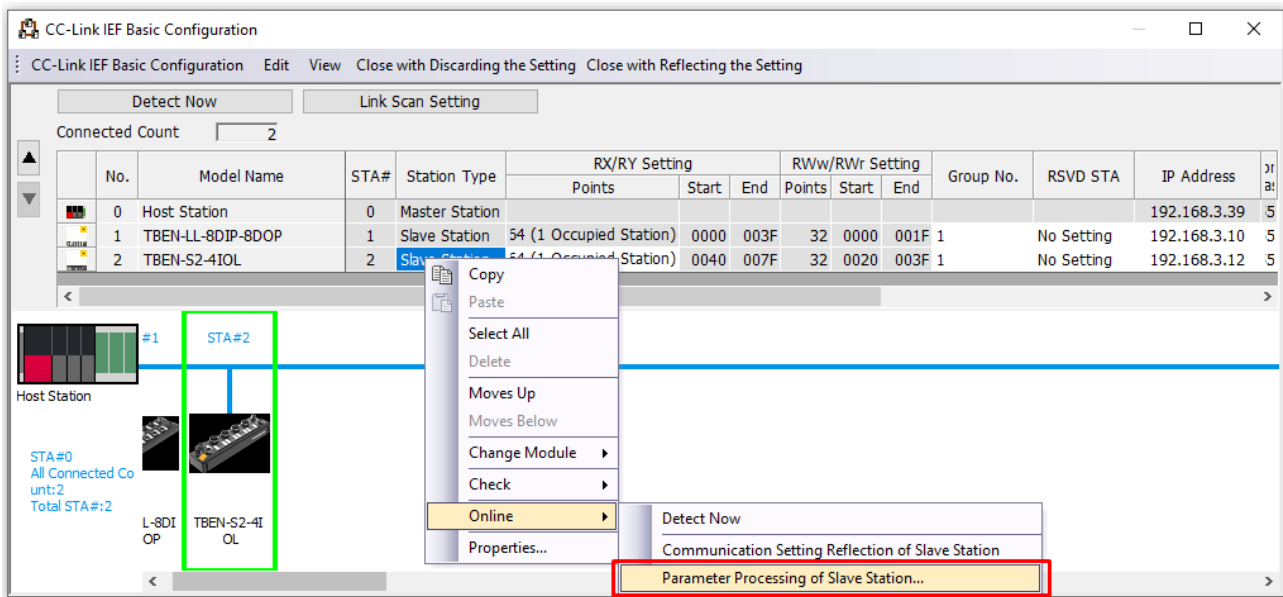 CC-Link IEF Basic Configuration
CC-Link IEF Basic Configuration Edit View Close with Discarding the Setting Close with Reflecting the Setting
Detect Now Link Scan Setting
Connected Count 2
No. Model Name STA# Station Type RX/RY Setting RWw/RWr Setting Group No. RSVD STA IP Address
Points Start End Points Start End
0 Host Station 0 Master Station 192.168.3.39
1 TBEN-LL-8DIP-8DOP 1 Slave Station 64 (1 Occupied Station) 0000 003F 32 0000 001F 1 No Setting 192.168.3.10
2 TBEN-S2-4IOL 2 Slave Station 64 (1 Occupied Station) 0040 007F 32 0020 003F 1 No Setting 192.168.3.12
Copy
Paste
Select All
Delete
Moves Up
Moves Below
Change Module
Check
Online
Properties...
Detect Now
Communication Setting Reflection of Slave Station
Parameter Processing of Slave Station...
#1 STA#2
Host Station
STA#0
All Connected Co
unt:2
Total STA#:2
L-8DI
OP
TBEN-S2-4I
OL